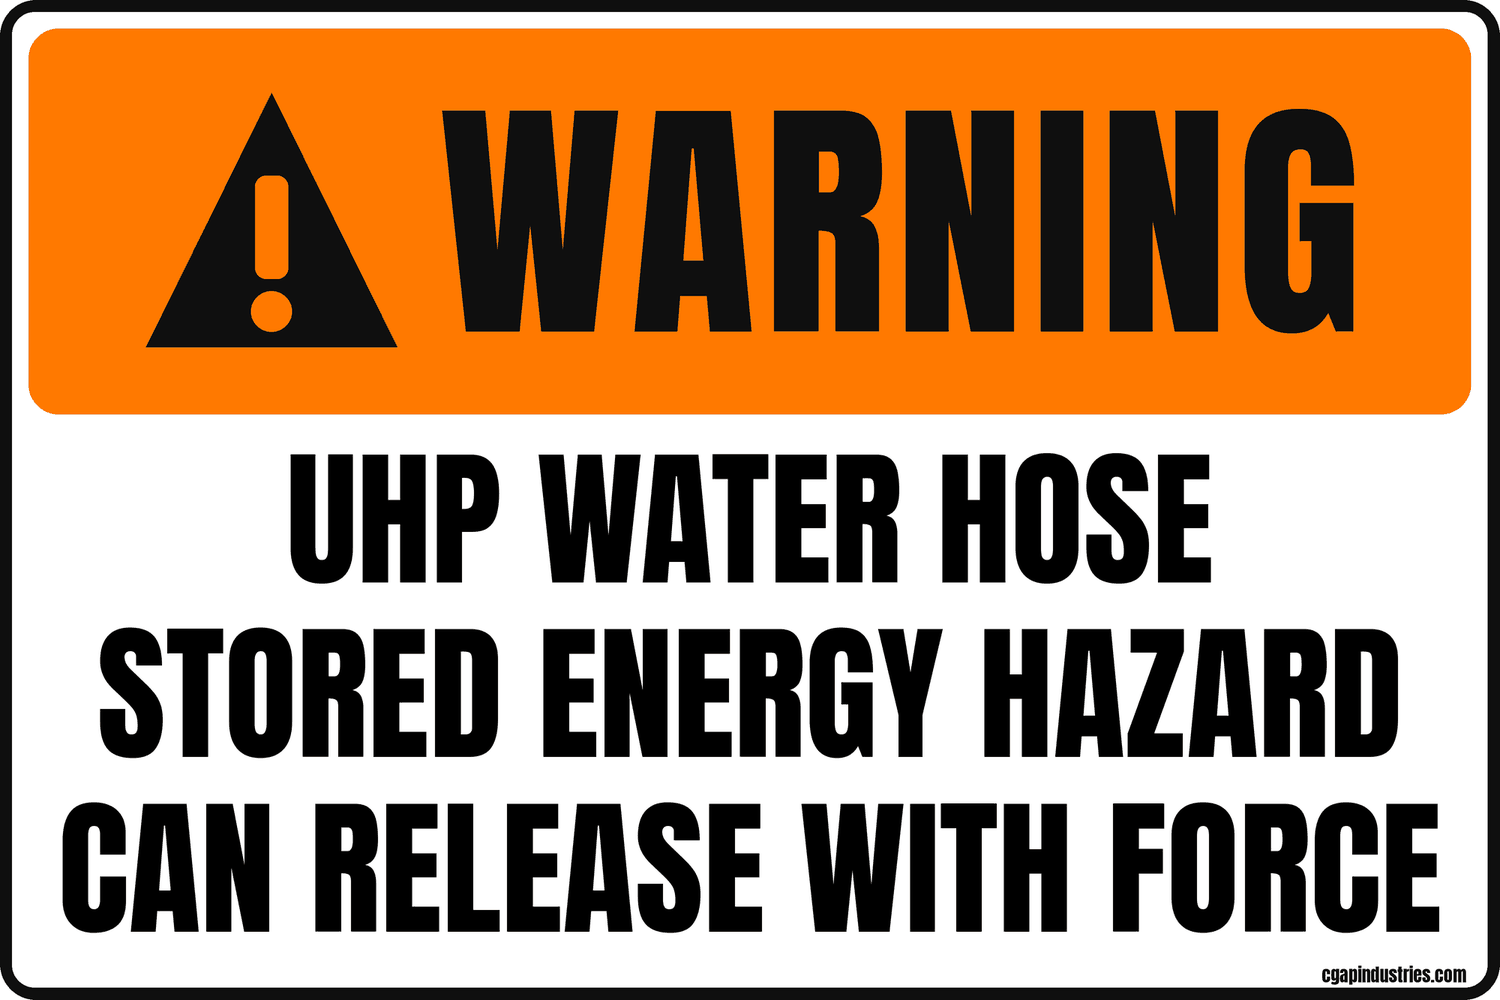 WARNING
UHP WATER HOSE
STORED ENERGY HAZARD
CAN RELEASE WITH FORCE
cgapindustries.com